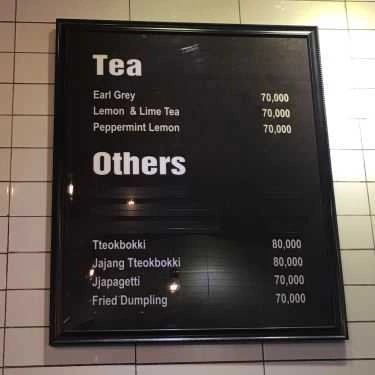 Tea
Earl Grey 70,000
Lemon & Lime Tea 70,000
Peppermint Lemon 70,000
Others
Tteokbokki 80,000
Jajang Tteokbokki 80,000
Jjapagetti 70,000
Fried Dumpling 70,000